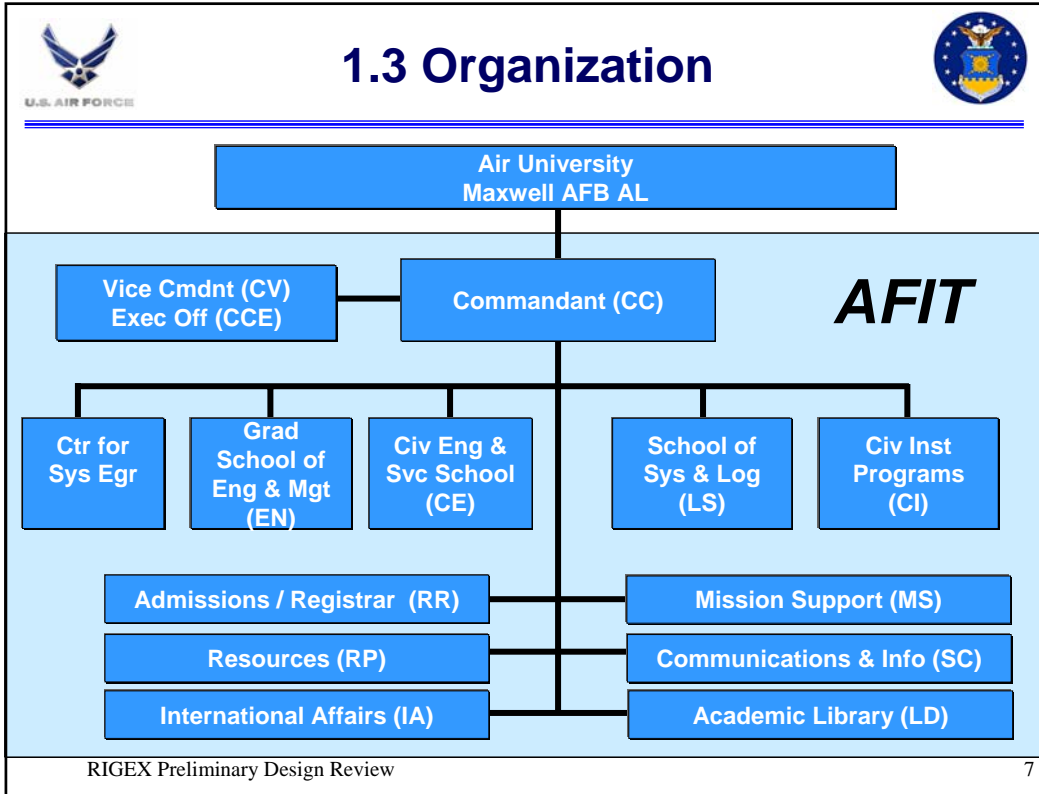 1.3 Organization
U.S. AIR FORCE
Air University
Maxwell AFB AL
Vice Cmdnt (CV)
Exec Off (CCE)
Commandant (CC)
AFIT
Ctr for
Sys Egr
Grad
School of
Eng & Mgt
(EN)
Civ Eng &
Svc School
(CE)
School of
Sys & Log
(LS)
Civ Inst
Programs
(CI)
Admissions / Registrar (RR)
Mission Support (MS)
Resources (RP)
Communications & Info (SC)
International Affairs (IA)
Academic Library (LD)
RIGEX Preliminary Design Review
7